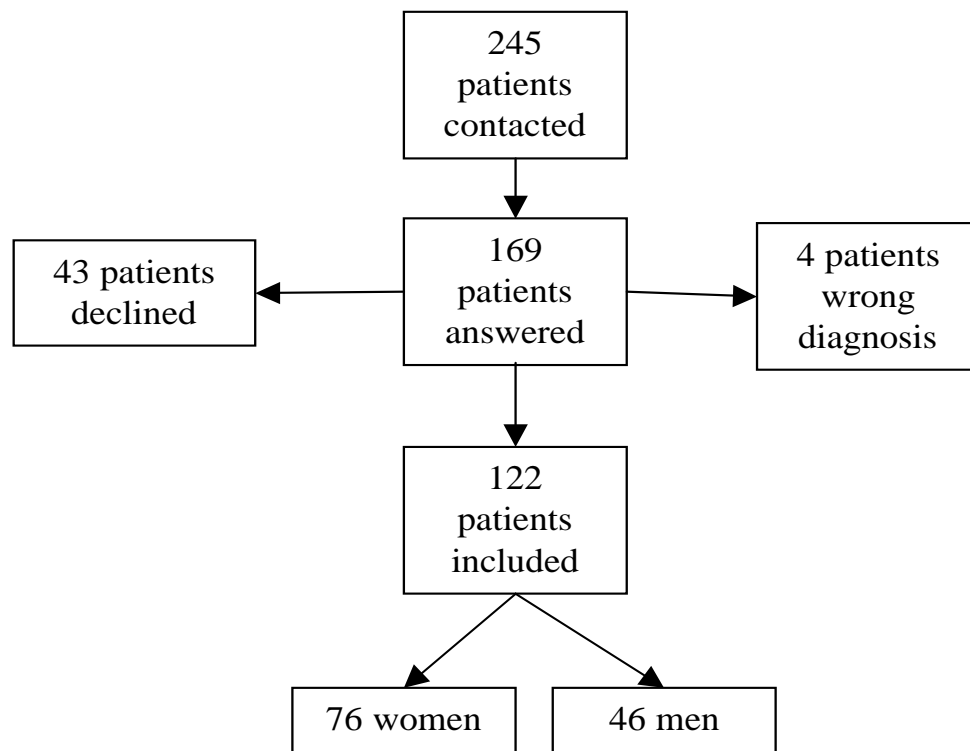 245
patients
contacted
43 patients
declined
169
patients
answered
4 patients
wrong
diagnosis
122
patients
included
76 women
46 men